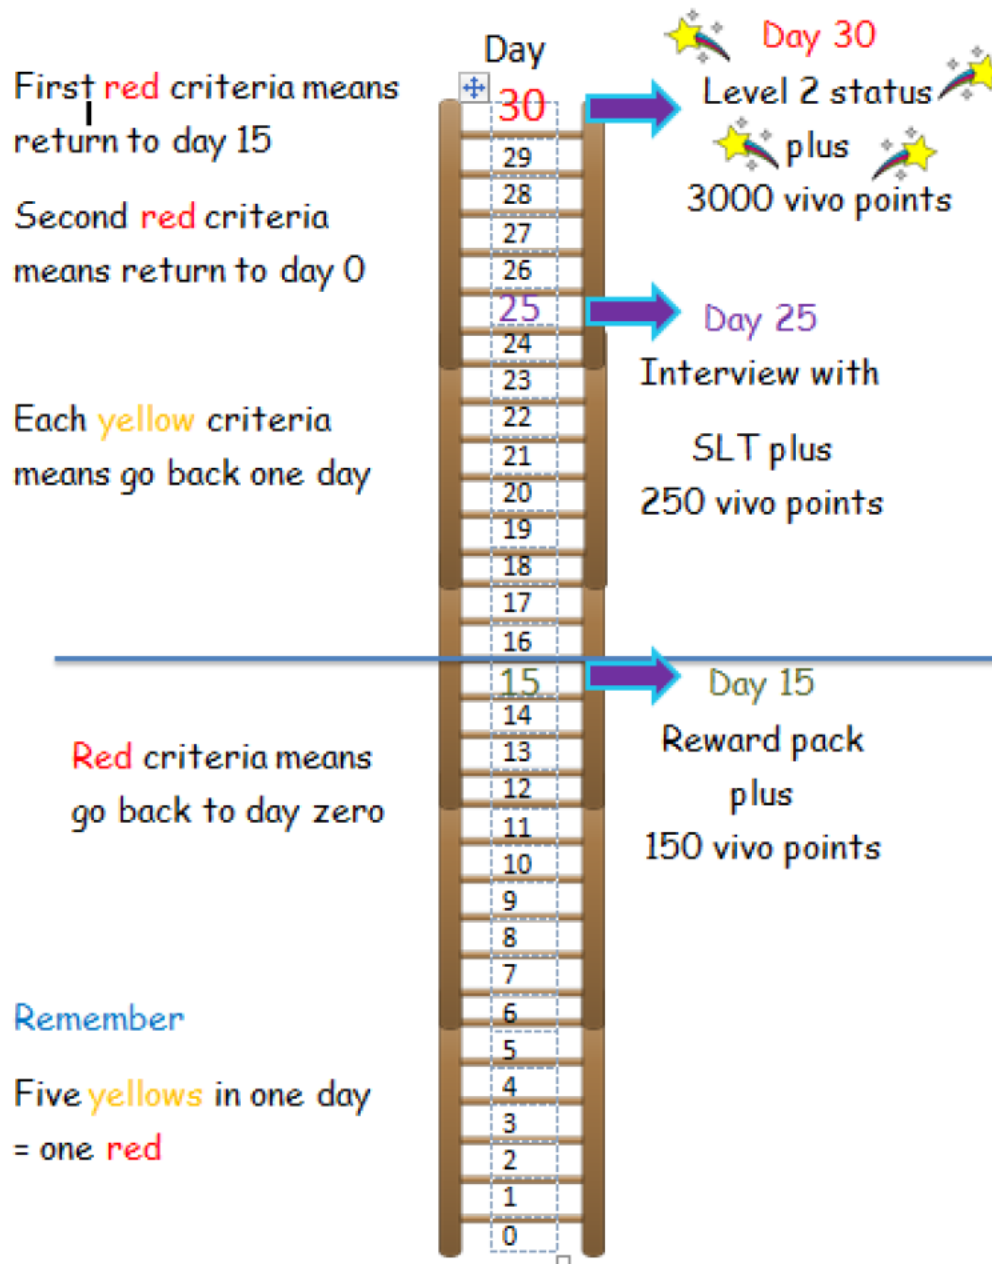 First red criteria means
return to day 15
Second red criteria
means return to day 0
Each yellow criteria
means go back one day
Red criteria means
go back to day zero
Remember
Five yellows in one day
= one red
Day
30
29
28
27
26
25
24
23
22
21
20
19
18
17
16
15
14
13
12
11
10
9
8
7
6
5
4
3
2
1
0
Day 30
Level 2 status
plus
3000 vivo points
Day 25
Interview with
SLT plus
250 vivo points
Day 15
Reward pack
plus
150 vivo points